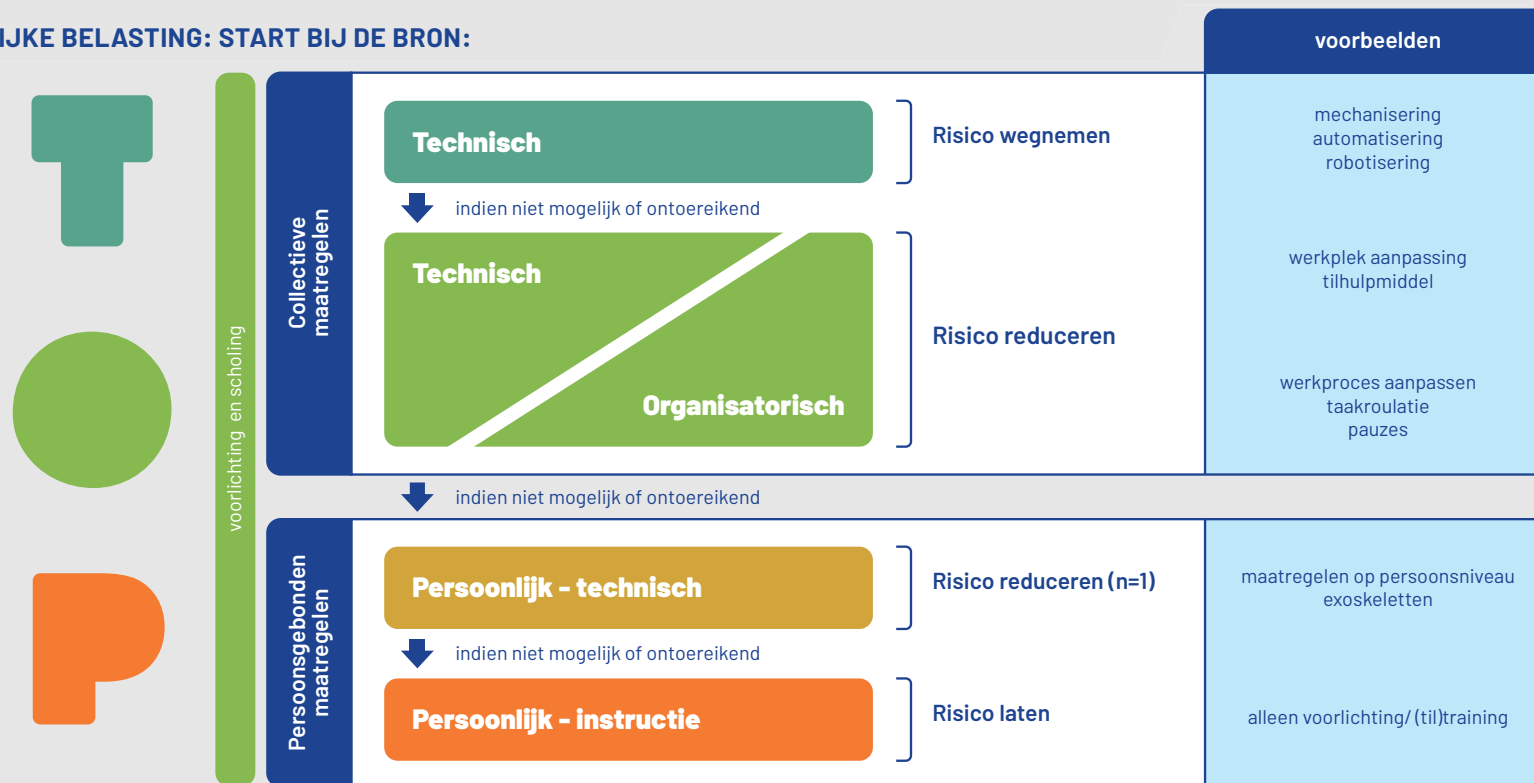 IJKE BELASTING: START BIJ DE BRON:
voorbeelden
T
O
P
voorlichting en scholing
Collectieve
maatregelen
Technisch
Risico wegnemen
mechanisering
automatisering
robotisering
indien niet mogelijk of ontoereikend
Technisch
Organisatorisch
Risico reduceren
werkplek aanpassing
tilhulpmiddel
werkproces aanpassen
taakroulatie
pauzes
indien niet mogelijk of ontoereikend
Persoonsgebonden
maatregelen
Persoonlijk - technisch
Risico reduceren (n=1)
maatregelen op persoonsniveau
exoskeletten
indien niet mogelijk of ontoereikend
Persoonlijk - instructie
Risico laten
alleen voorlichting/ (til)training